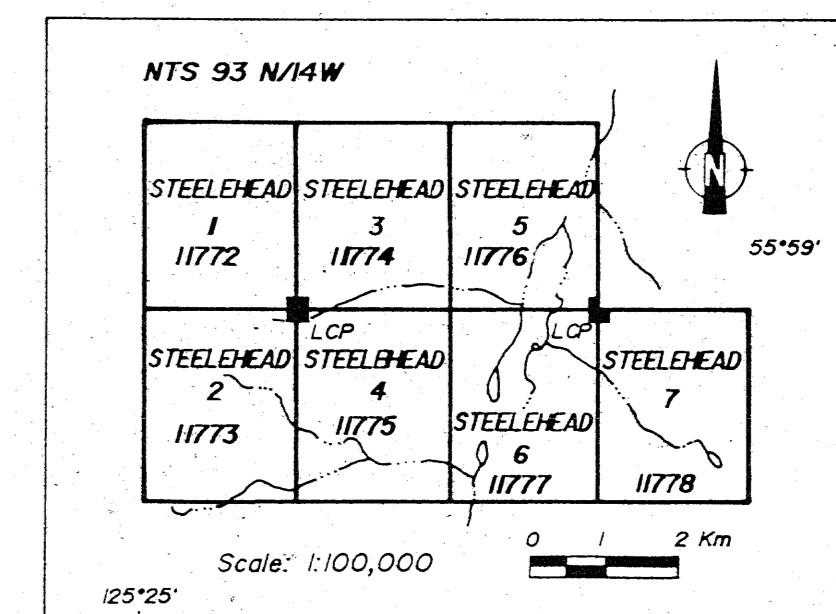 NTS 93 N/14W
N
55°59'
STEELEHEAD
1
11772
STEELEHEAD
3
11774
STEELEHEAD
5
11776
LCP
LCP
STEELEHEAD
2
11773
STEELEHEAD
4
11775
STEELEHEAD
6
11777
STEELEHEAD
7
11778
Scale: 1:100,000
0 1 2 Km
125°25'